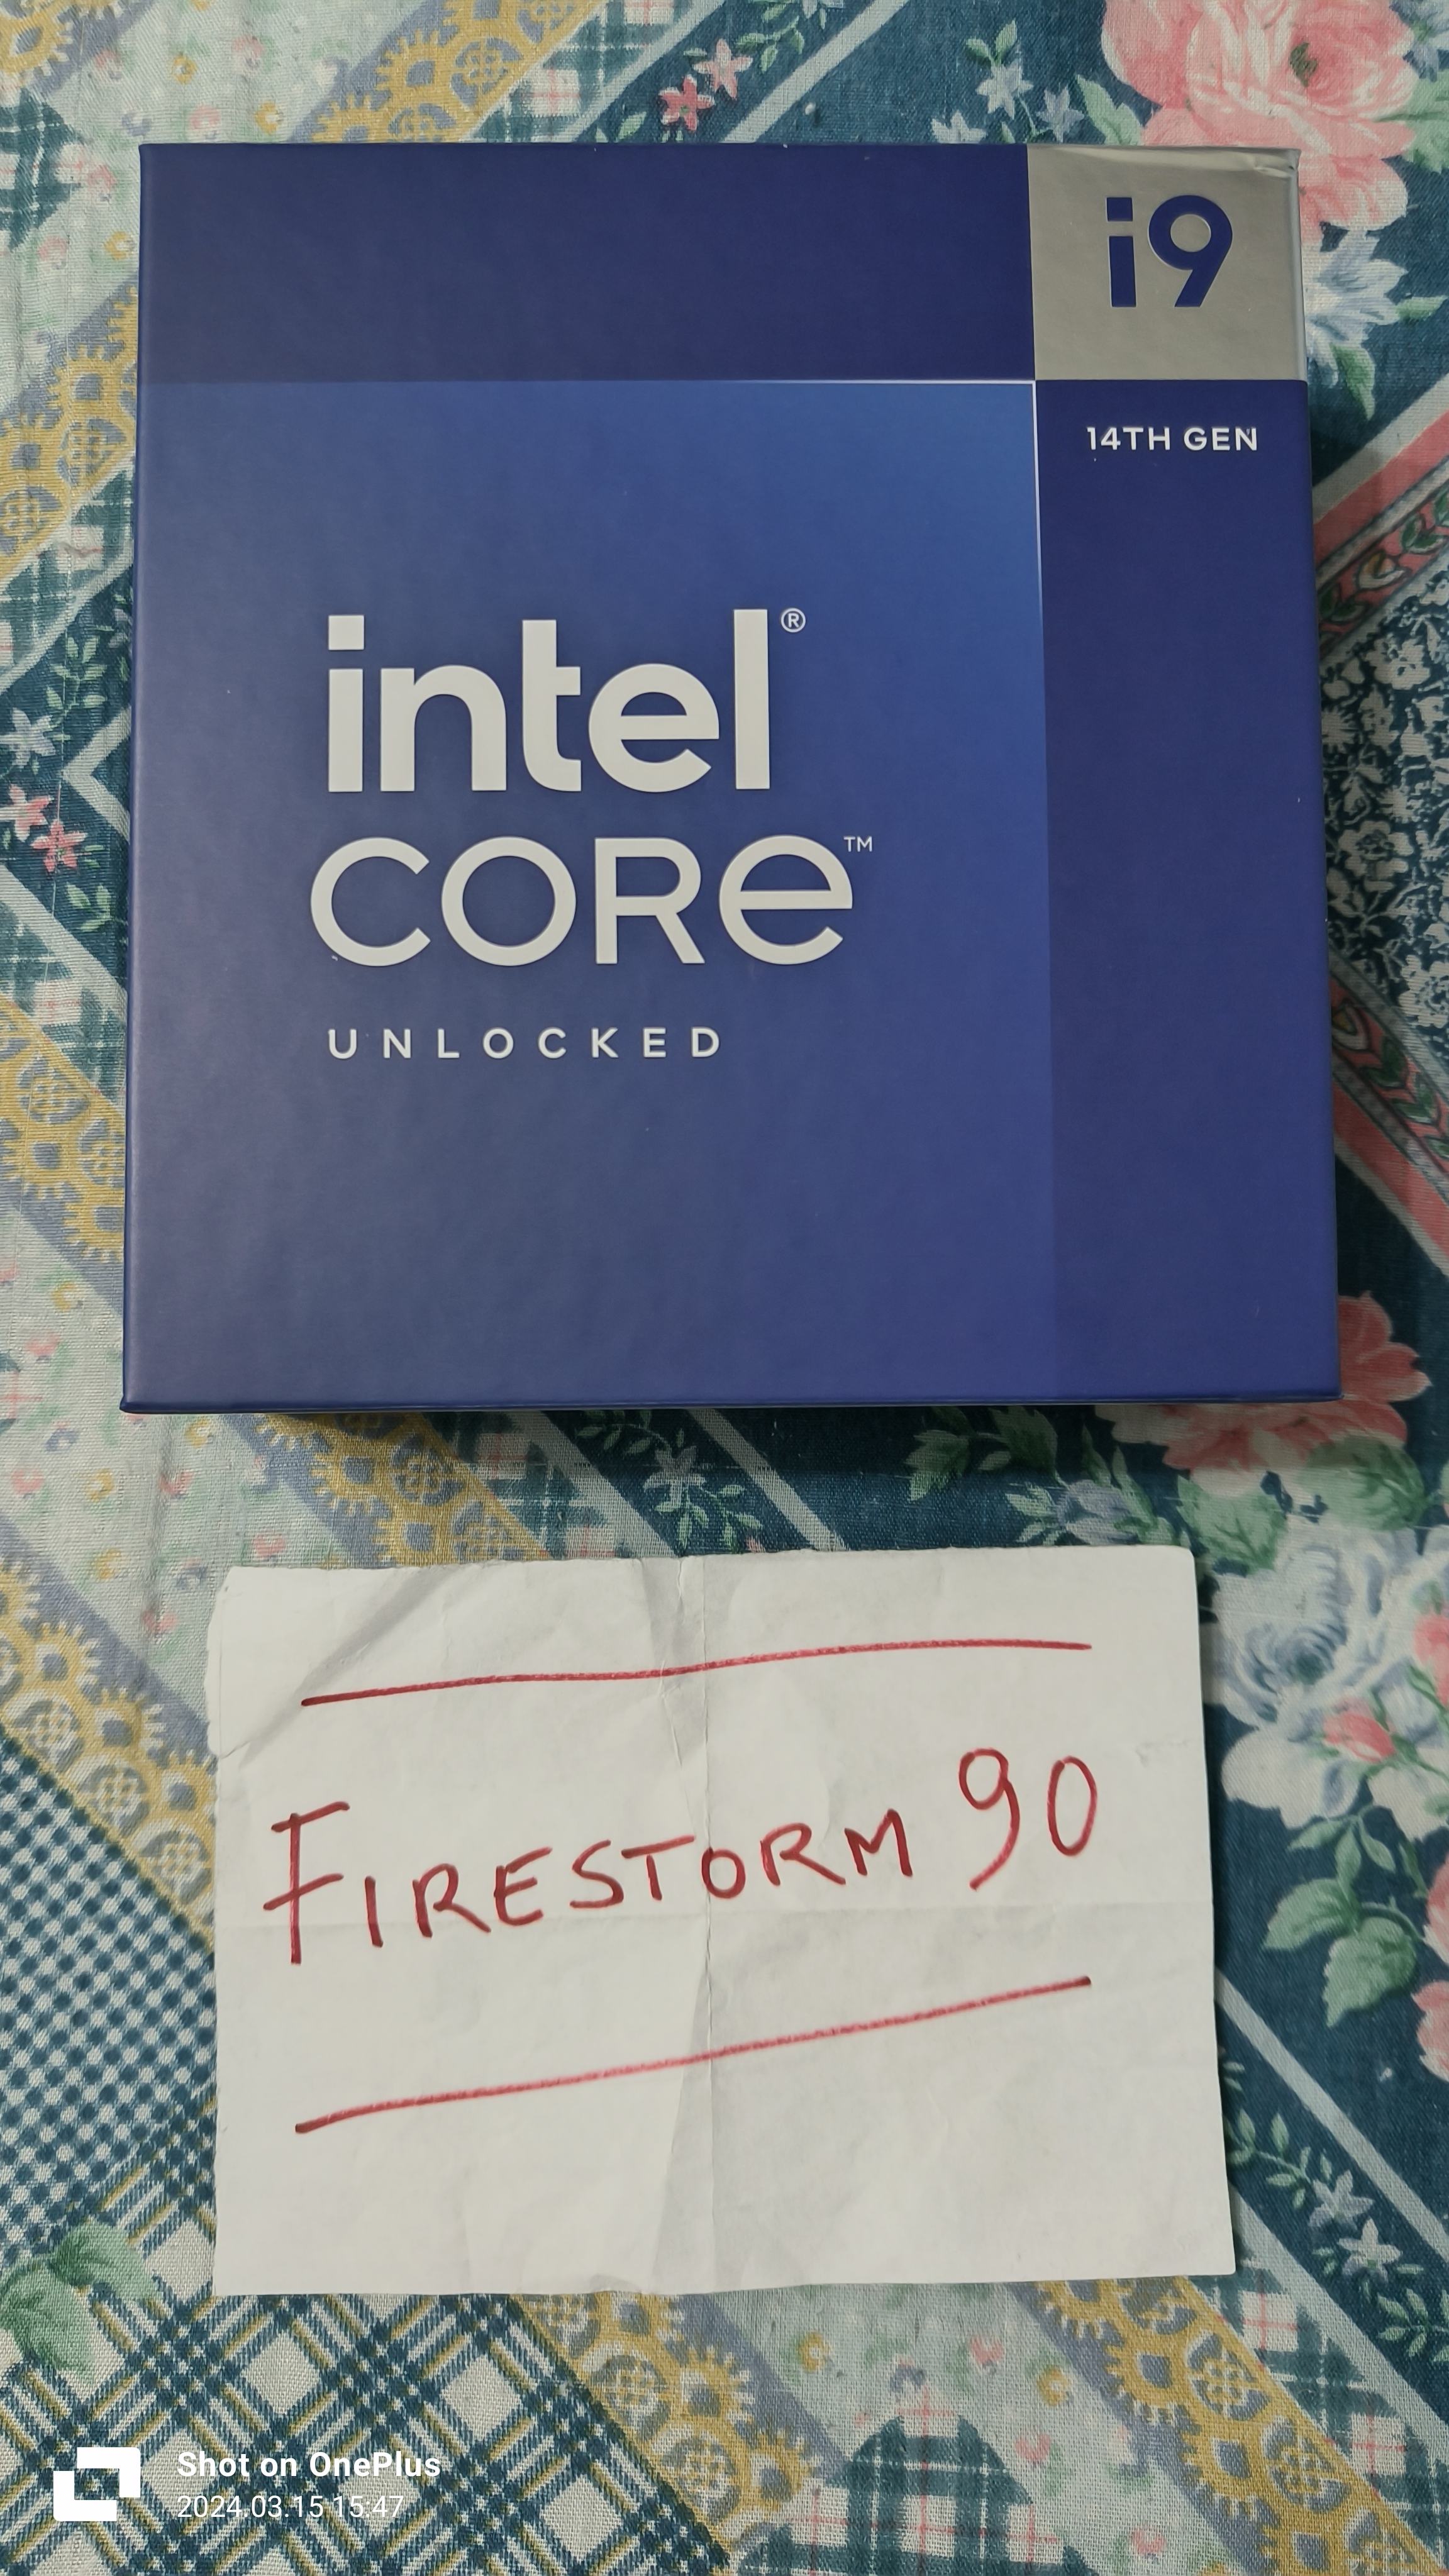 i9
14TH GEN
intel®
CORe™
UNLOCKED
FIRESTORM 90
Shot on OnePlus
2024.03.15 15:47